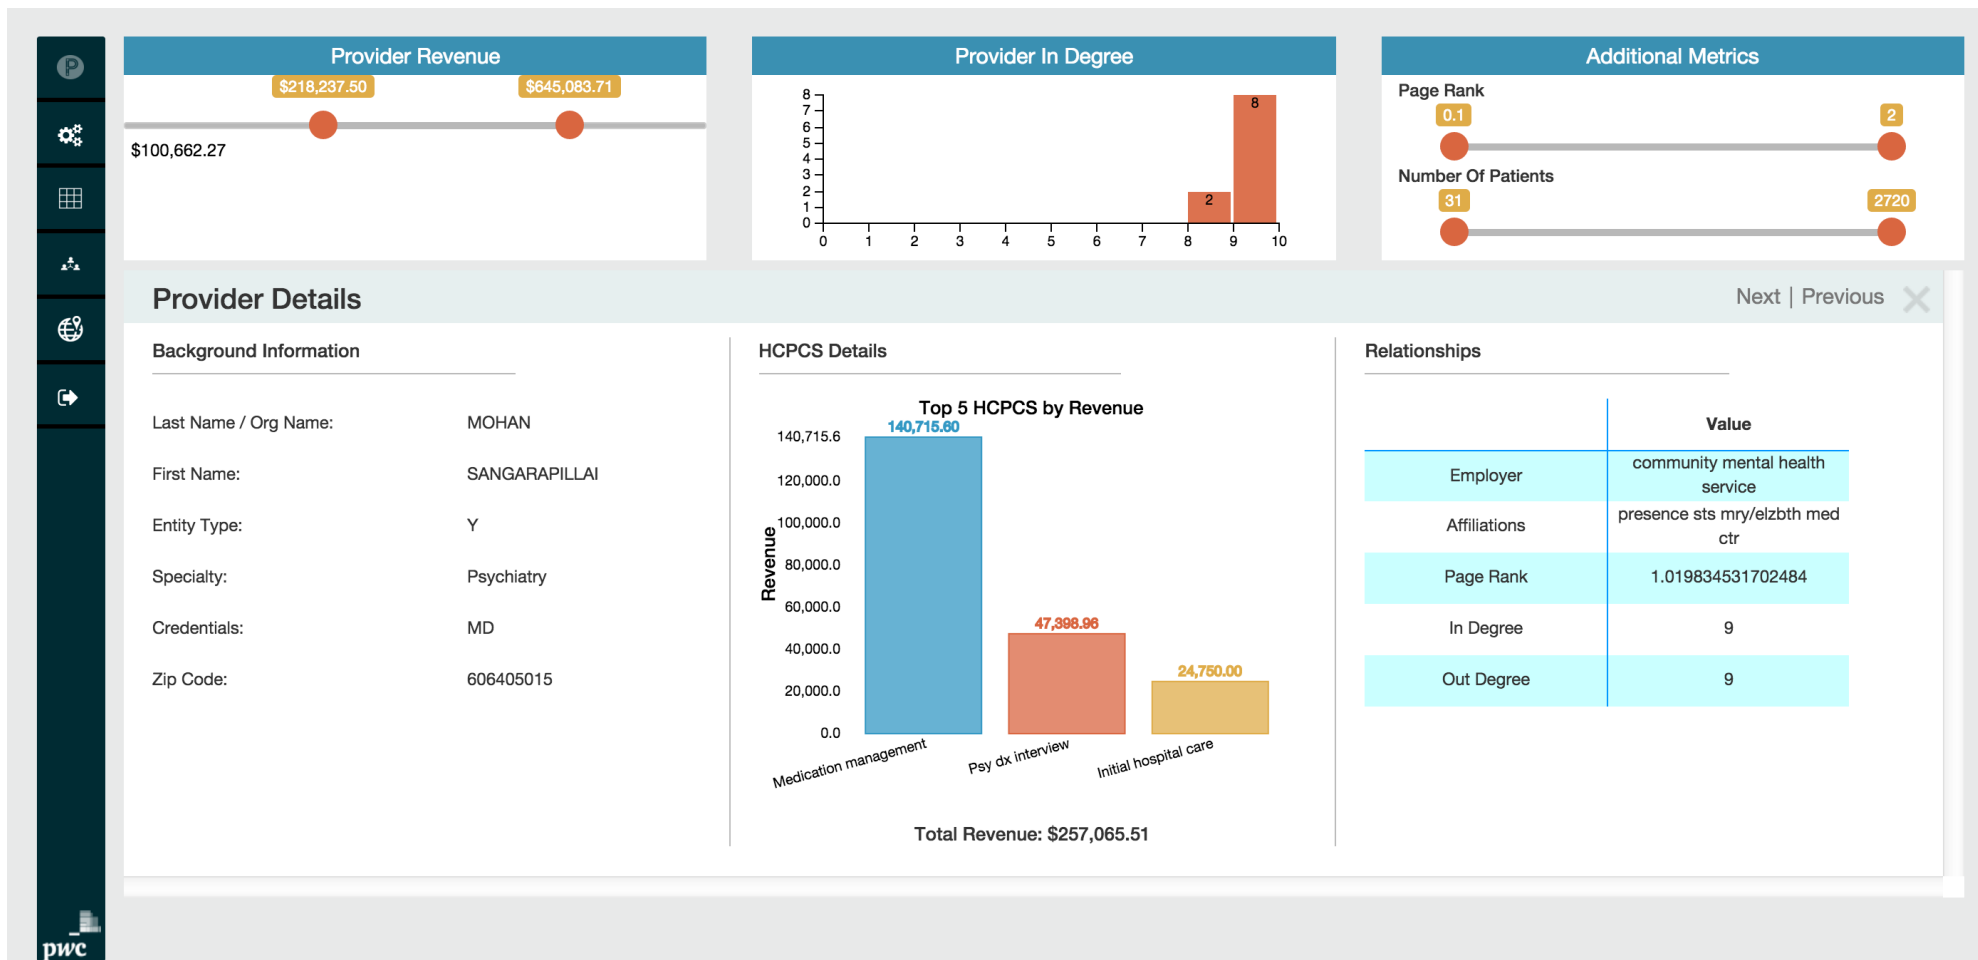 P
Provider Revenue
$218,237.50
$645,083.71
$100,662.27
Provider In Degree
8
7
6
5
4
3
2
1
0
8
2
0 1 2 3 4 5 6 7 8 9 10
Additional Metrics
Page Rank
0.1
2
Number Of Patients
31
2720
Provider Details
Next | Previous
Background Information
Last Name / Org Name: MOHAN
First Name: SANGARAPILLAI
Entity Type: Y
Specialty: Psychiatry
Credentials: MD
Zip Code: 606405015
HCPCS Details
Top 5 HCPCS by Revenue
140,715.60
47,398.96
24,750.00
140,715.6
120,000.0
100,000.0
80,000.0
60,000.0
40,000.0
20,000.0
0.0
Revenue
Medication management
Psy dx interview
Initial hospital care
Total Revenue: $257,065.51
Relationships
Value
Employer community mental health
service
Affiliations presence sts mry/elzbth med
ctr
Page Rank 1.019834531702484
In Degree 9
Out Degree 9
pwc